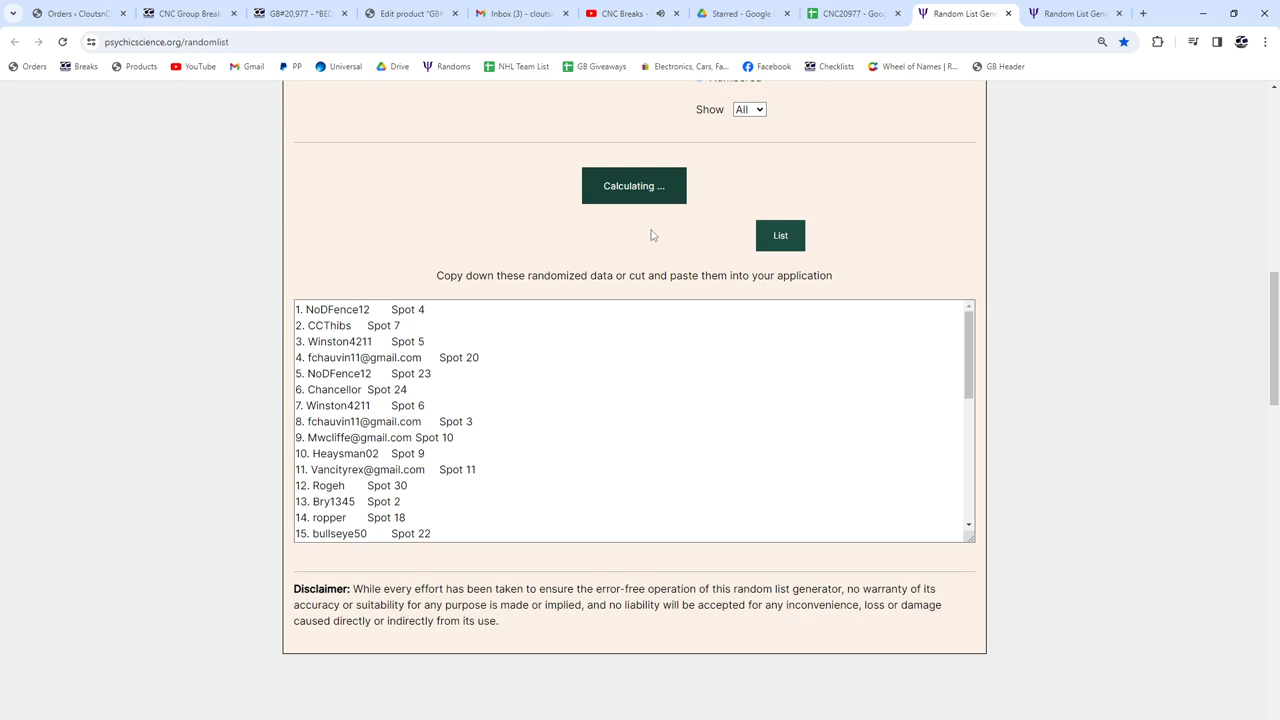 Orders ‹ CloutsnC
CNC Group Break
GB#20,977 – *BED
Edit product "GB
Inbox (3) - clouts
CNC Breaks -
Starred - Google D
CNC20977 - Goog
Random List Gene
Random List Gene
psychicscience.org/randomlist
Orders
Breaks
Products
YouTube
Gmail
PP
Universal
Drive
Randoms
NHL Team List
GB Giveaways
Electronics, Cars, Fa...
Facebook
Checklists
Wheel of Names | R...
GB Header
Numbered
Show All
Calculating ...
List
Copy down these randomized data or cut and paste them into your application
1. NoDFence12 Spot 4
2. CCThibs Spot 7
3. Winston4211 Spot 5
4. fchauvin11@gmail.com Spot 20
5. NoDFence12 Spot 23
6. Chancellor Spot 24
7. Winston4211 Spot 6
8. fchauvin11@gmail.com Spot 3
9. Mwcliffe@gmail.com Spot 10
10. Heaysman02 Spot 9
11. Vancityrex@gmail.com Spot 11
12. Rogeh Spot 30
13. Bry1345 Spot 2
14. ropper Spot 18
15. bullseye50 Spot 22
Disclaimer: While every effort has been taken to ensure the error-free operation of this random list generator, no warranty of its
accuracy or suitability for any purpose is made or implied, and no liability will be accepted for any inconvenience, loss or damage
caused directly or indirectly from its use.